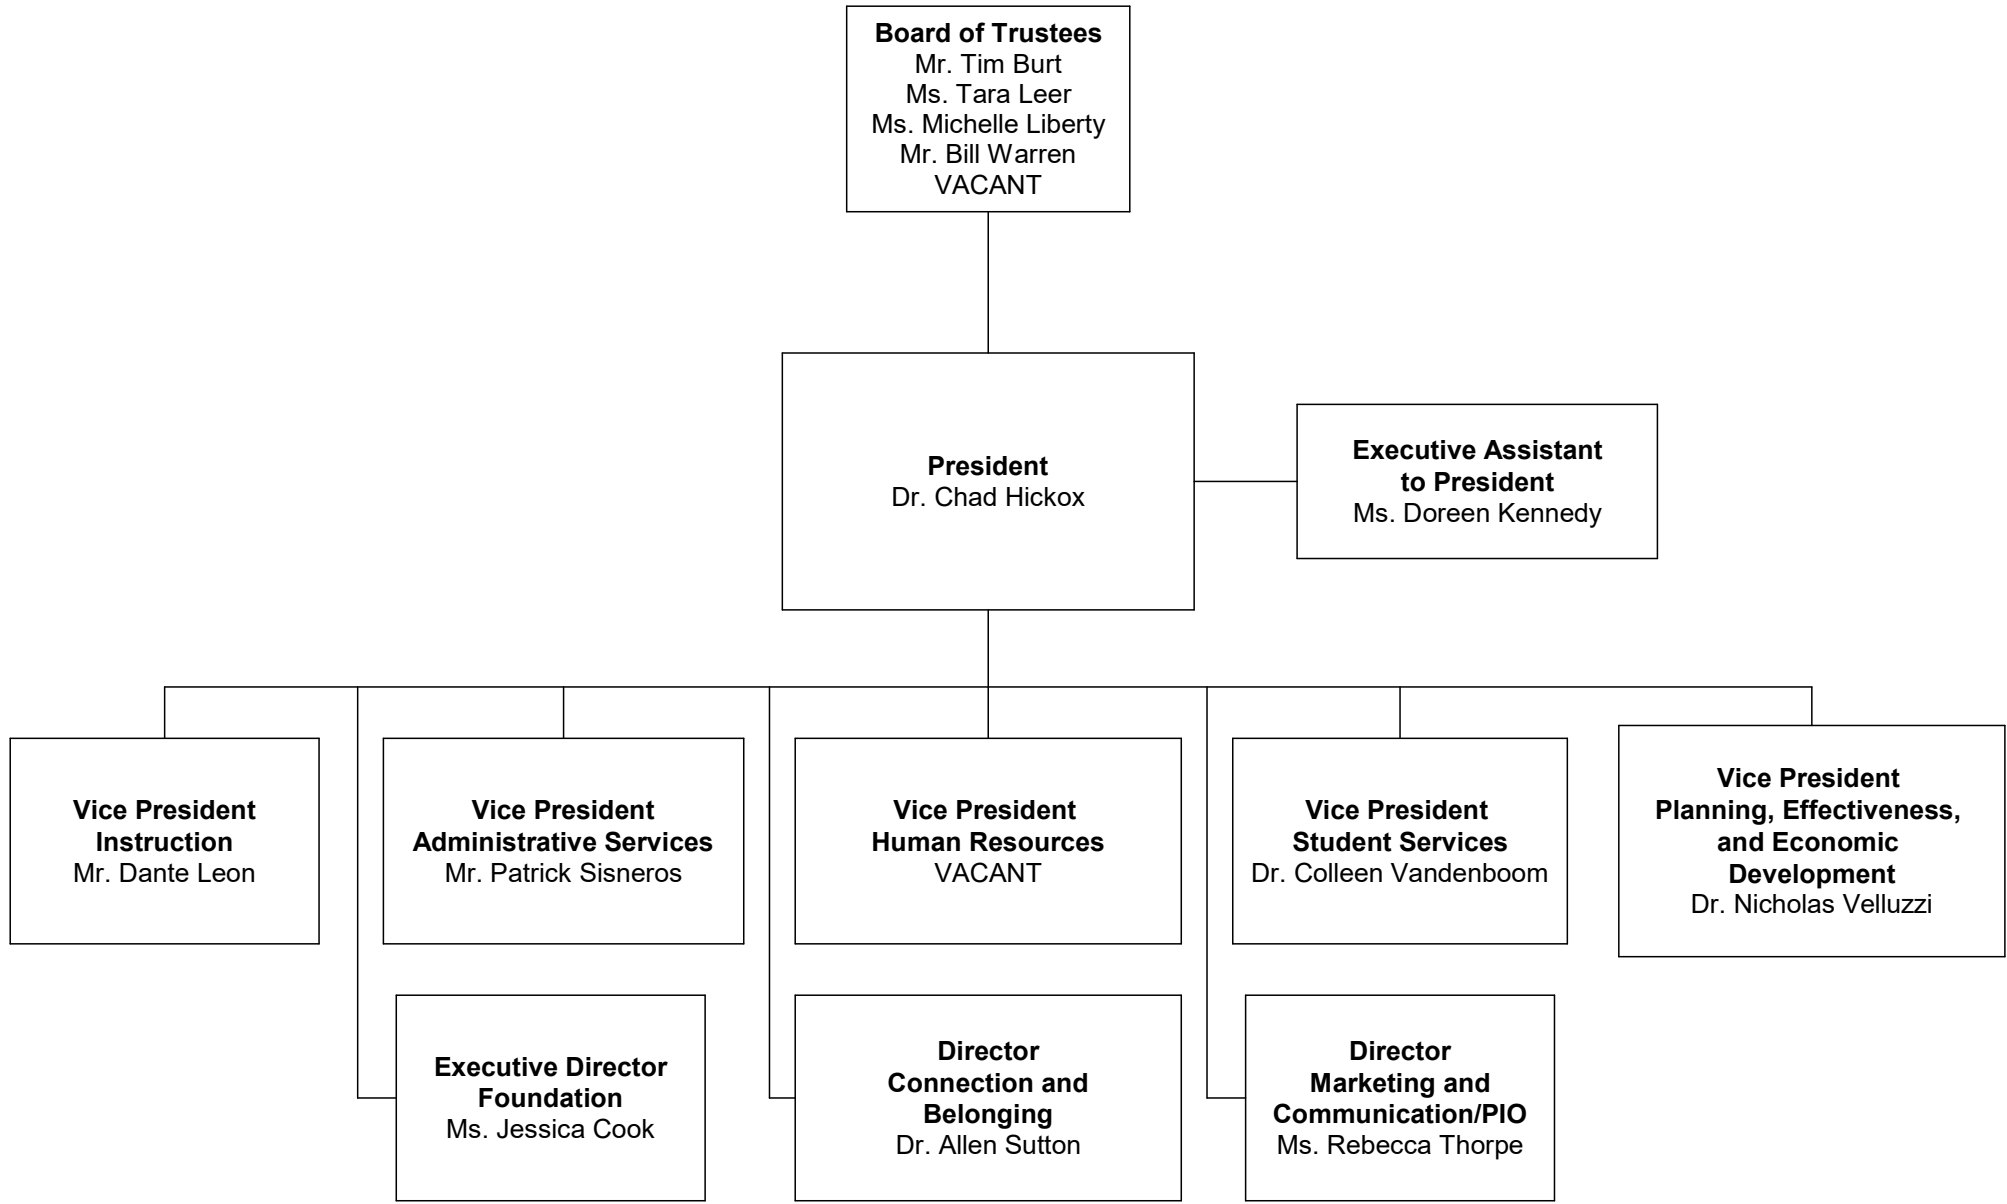 Board of Trustees
Mr. Tim Burt
Ms. Tara Leer
Ms. Michelle Liberty
Mr. Bill Warren
VACANT
President
Dr. Chad Hickox
Executive Assistant
to President
Ms. Doreen Kennedy
Vice President
Instruction
Mr. Dante Leon
Vice President
Administrative Services
Mr. Patrick Sisneros
Vice President
Human Resources
VACANT
Vice President
Student Services
Dr. Colleen Vandenboom
Vice President
Planning, Effectiveness,
and Economic
Development
Dr. Nicholas Velluzzi
Executive Director
Foundation
Ms. Jessica Cook
Director
Connection and
Belonging
Dr. Allen Sutton
Director
Marketing and
Communication/PIO
Ms. Rebecca Thorpe